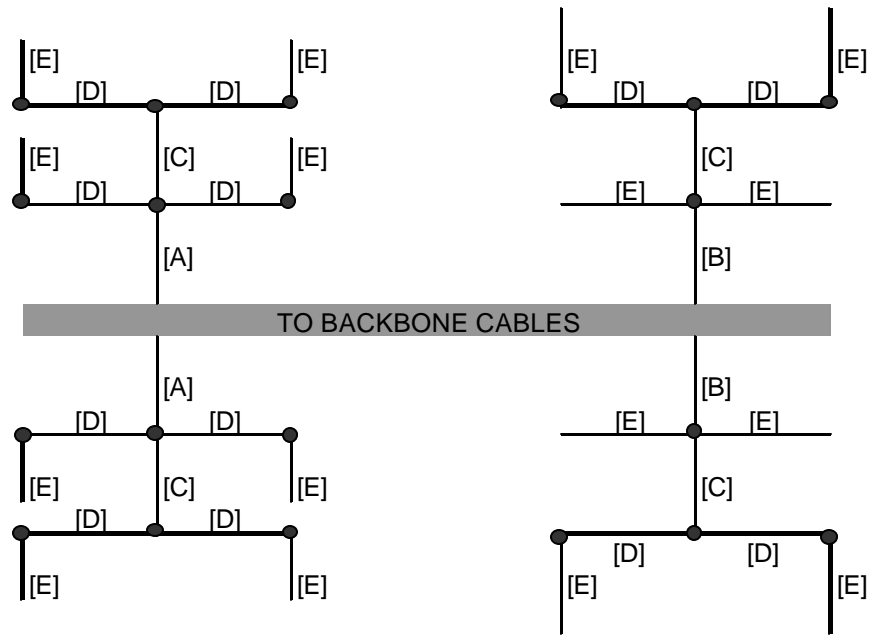 [E] [E] [E] [E]
[D] [D] [D] [D]
[E] [C] [E] [C]
[D] [D] [E] [E]
[A] [B]
TO BACKBONE CABLES
[A] [B]
[D] [D] [E] [E]
[E] [C] [E] [C]
[D] [D]
[D] [D]
[E] [E] [E] [E]